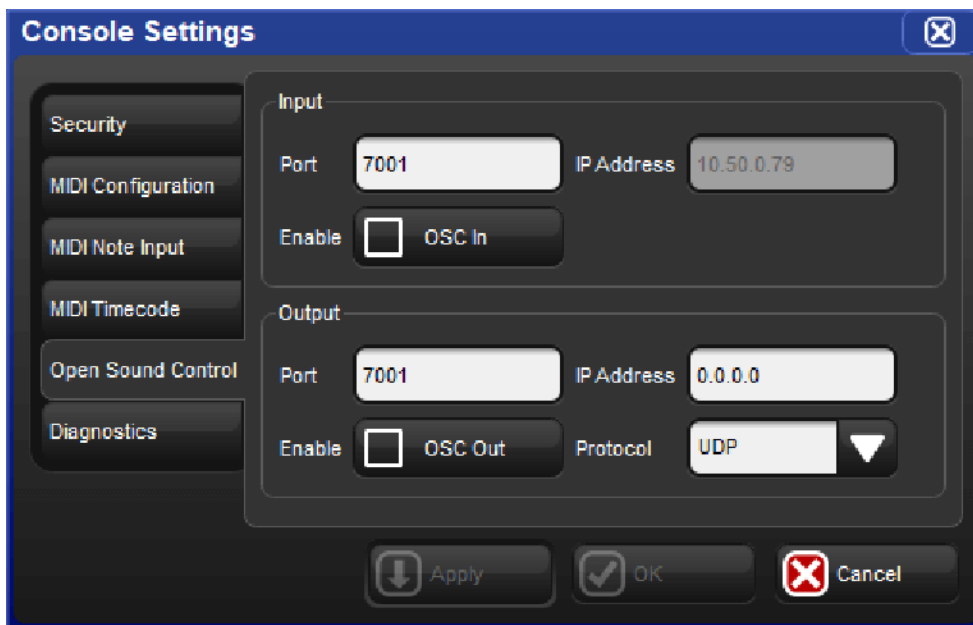 Console Settings
Security
MIDI Configuration
MIDI Note Input
MIDI Timecode
Open Sound Control
Diagnostics
Input
Port 7001 IP Address 10.50.0.79
Enable OSC In
Output
Port 7001 IP Address 0.0.0.0
Enable OSC Out Protocol UDP
Apply OK Cancel